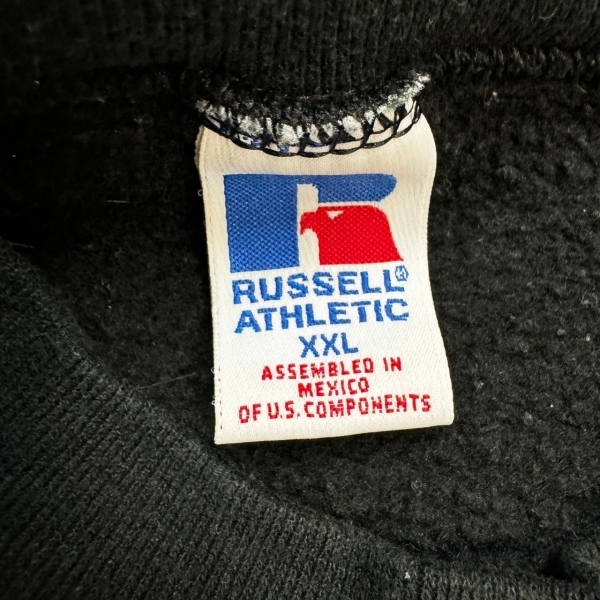 RUSSELL
ATHLETIC
XXL
ASSEMBLED IN
MEXICO
OF U.S. COMPONENTS